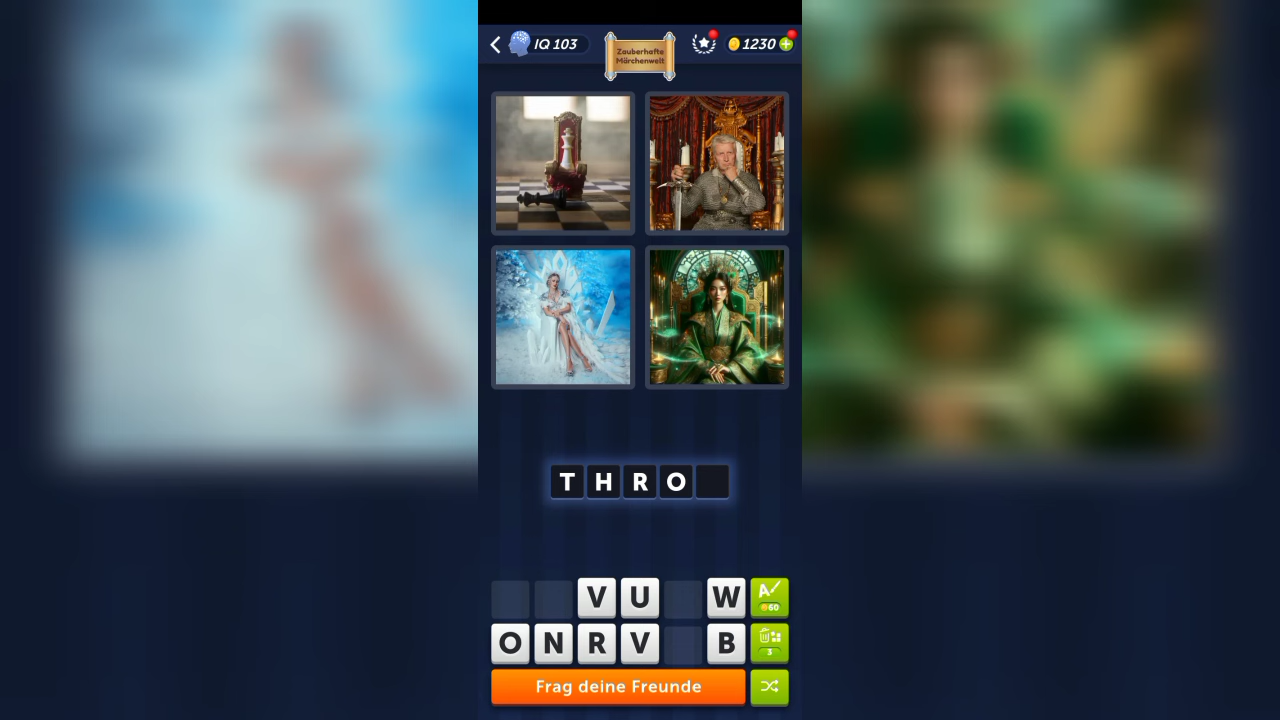 IQ 103
Zauberhafte
Märchenwelt
1230
T H R O
V U W
60
O N R V B
3
Frag deine Freunde